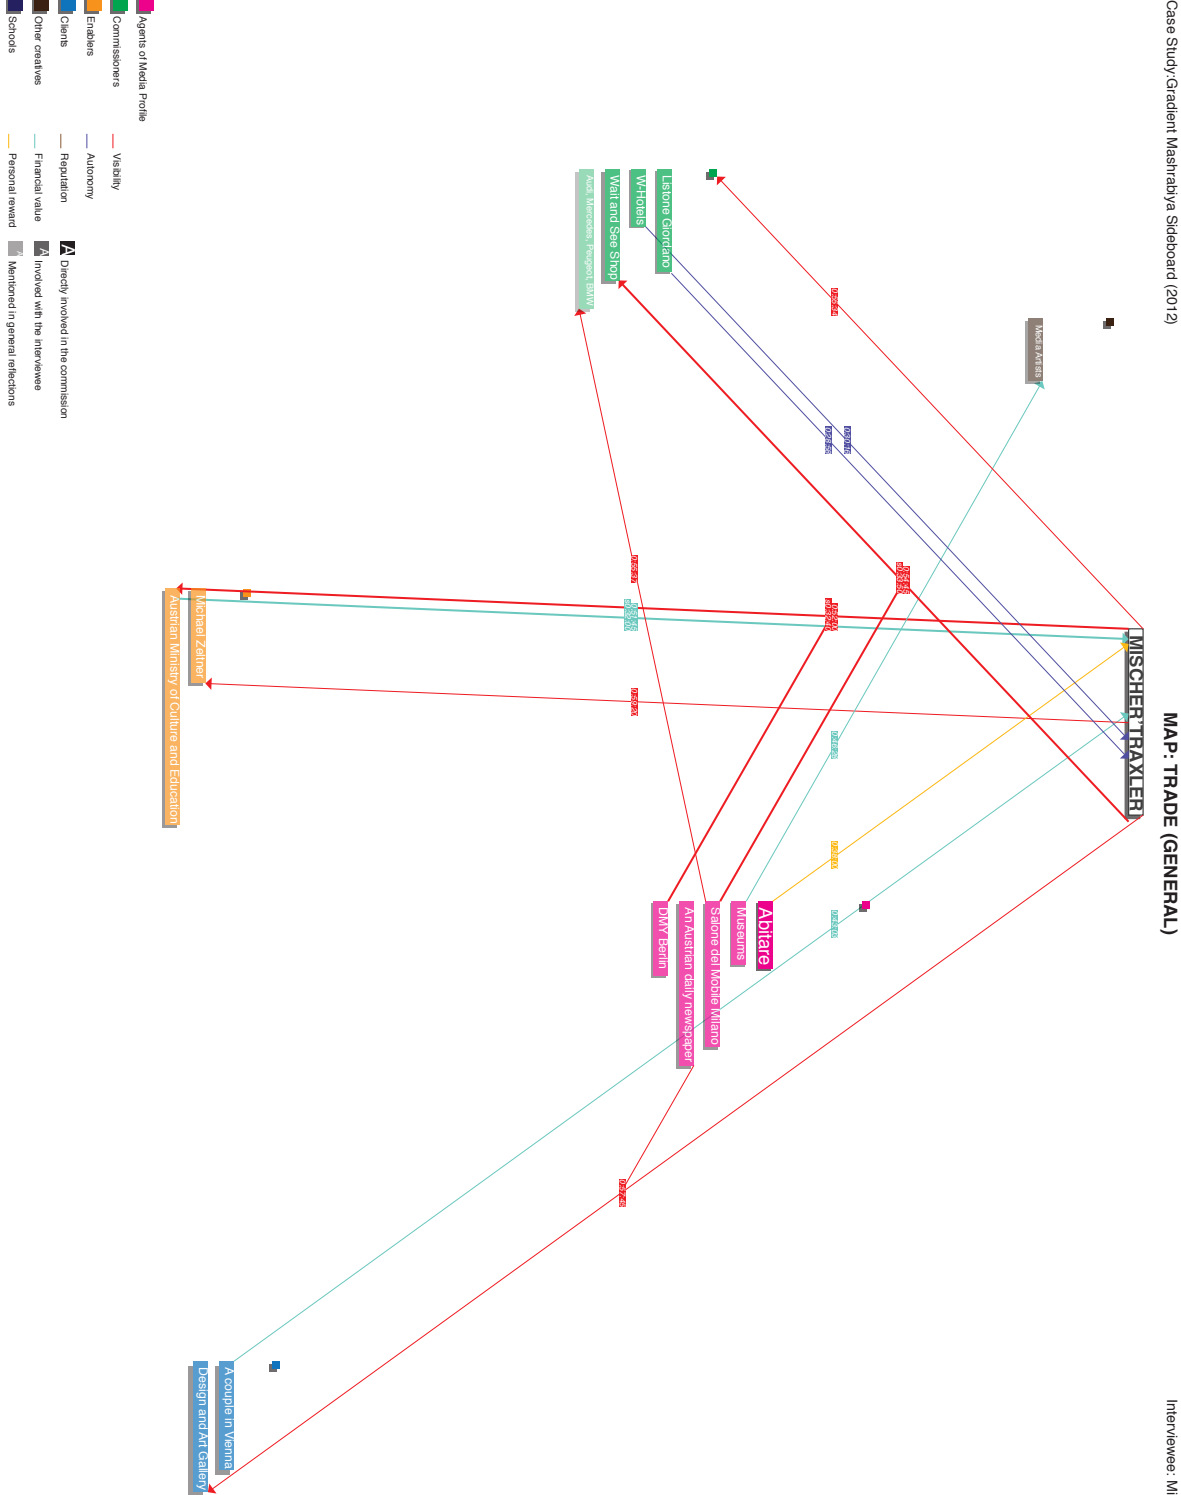 Case Study:Gradient Mashrabiya Sideboard (2012)
MAP: TRADE (GENERAL)
Interviewee: Mi
MISCHER'TRAXLER
Media Artists
Listone Giordano
W-Hotels
Wait and See Shop
Audi, Mercedes, Peugeot, BMW
Abitare
Museums
Salone del Mobile Milano
An Austrian daily newspaper
DMY Berlin
Michael Zeltner
Austrian Ministry of Culture and Education
A couple in Vienna
Design and Art Gallery
Agents of Media Profile
Commissioners
Enablers
Clients
Other creatives
Schools
Visibility
Autonomy
Reputation
Financial value
Personal reward
A Directly involved in the commission
A Involved with the interviewee
Mentioned in general reflections